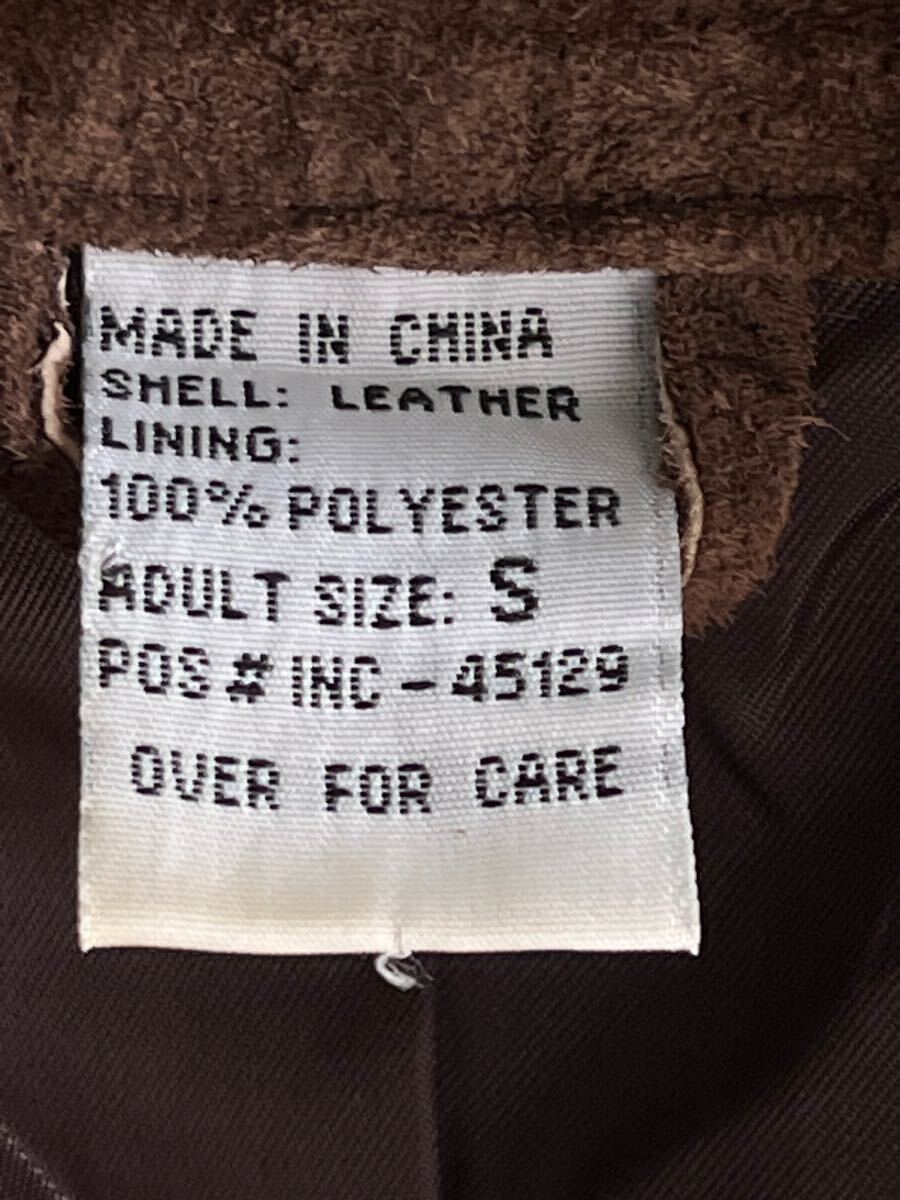 MADE IN CHINA
SHELL: LEATHER
LINING:
100% POLYESTER
ADULT SIZE: S
POS # INC - 45129
OVER FOR CARE